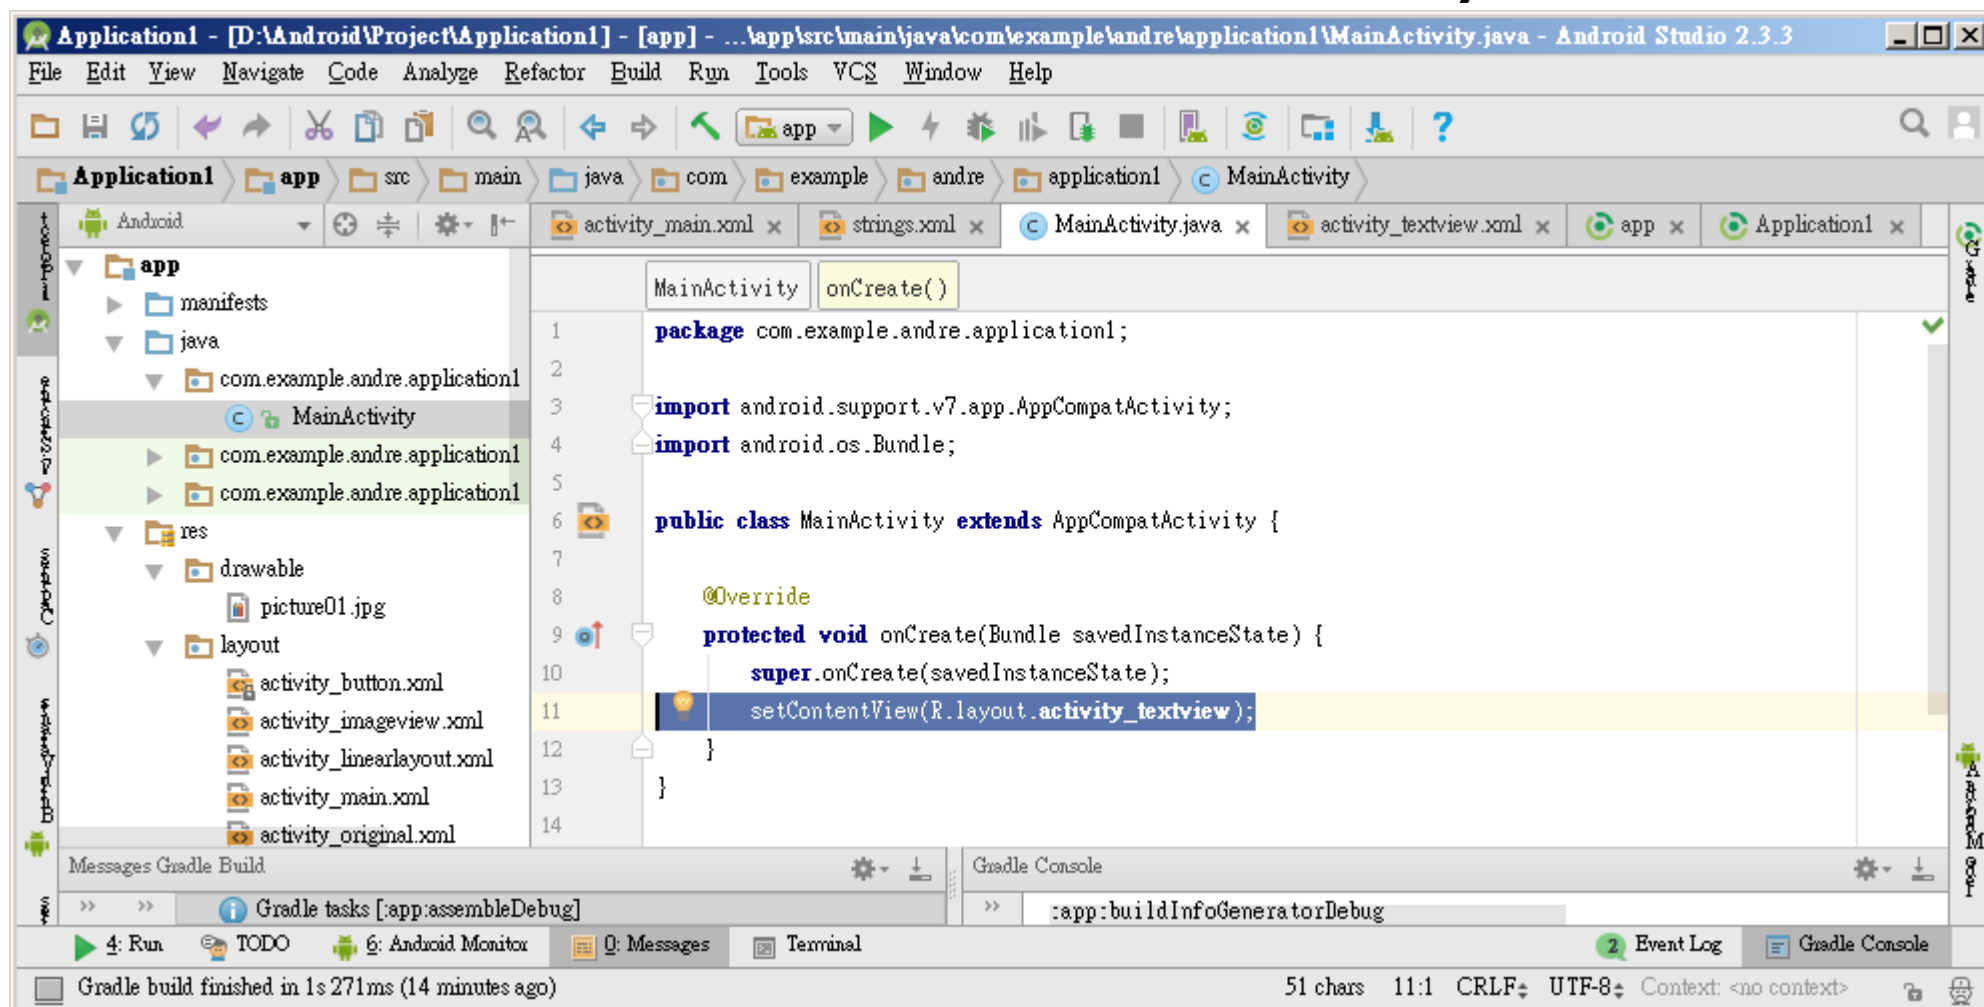 Application1 - [D:\Android\Project\Application1] - [app] - ...\app\src\main\java\com\example\andre\application1\MainActivity.java - Android Studio 2.3.3
File Edit View Navigate Code Analyze Refactor Build Run Tools VCS Window Help
app
Application1 app src main java com example andre application1 MainActivity
Android
activity_main.xml strings.xml MainActivity.java activity_textview.xml app Application1
app
manifests
java
com.example.andre.application1
MainActivity
com.example.andre.application1
com.example.andre.application1
res
drawable
picture01.jpg
layout
activity_button.xml
activity_imageview.xml
activity_linearlayout.xml
activity_main.xml
activity_original.xml
MainActivity onCreate()
1 package com.example.andre.application1;
2
3 import android.support.v7.app.AppCompatActivity;
4 import android.os.Bundle;
5
6 public class MainActivity extends AppCompatActivity {
7
8 @Override
9 protected void onCreate(Bundle savedInstanceState) {
10 super.onCreate(savedInstanceState);
11 setContentView(R.layout.activity_textview);
12 }
13 }
14
Messages Gradle Build
Gradle Console
Gradle tasks [:app:assembleDebug]
:app:buildInfoGeneratorDebug
4: Run TODO 6: Android Monitor 0: Messages Terminal 2 Event Log Gradle Console
Gradle build finished in 1s 271ms (14 minutes ago) 51 chars 11:1 CRLF UTF-8 Context: <no context>